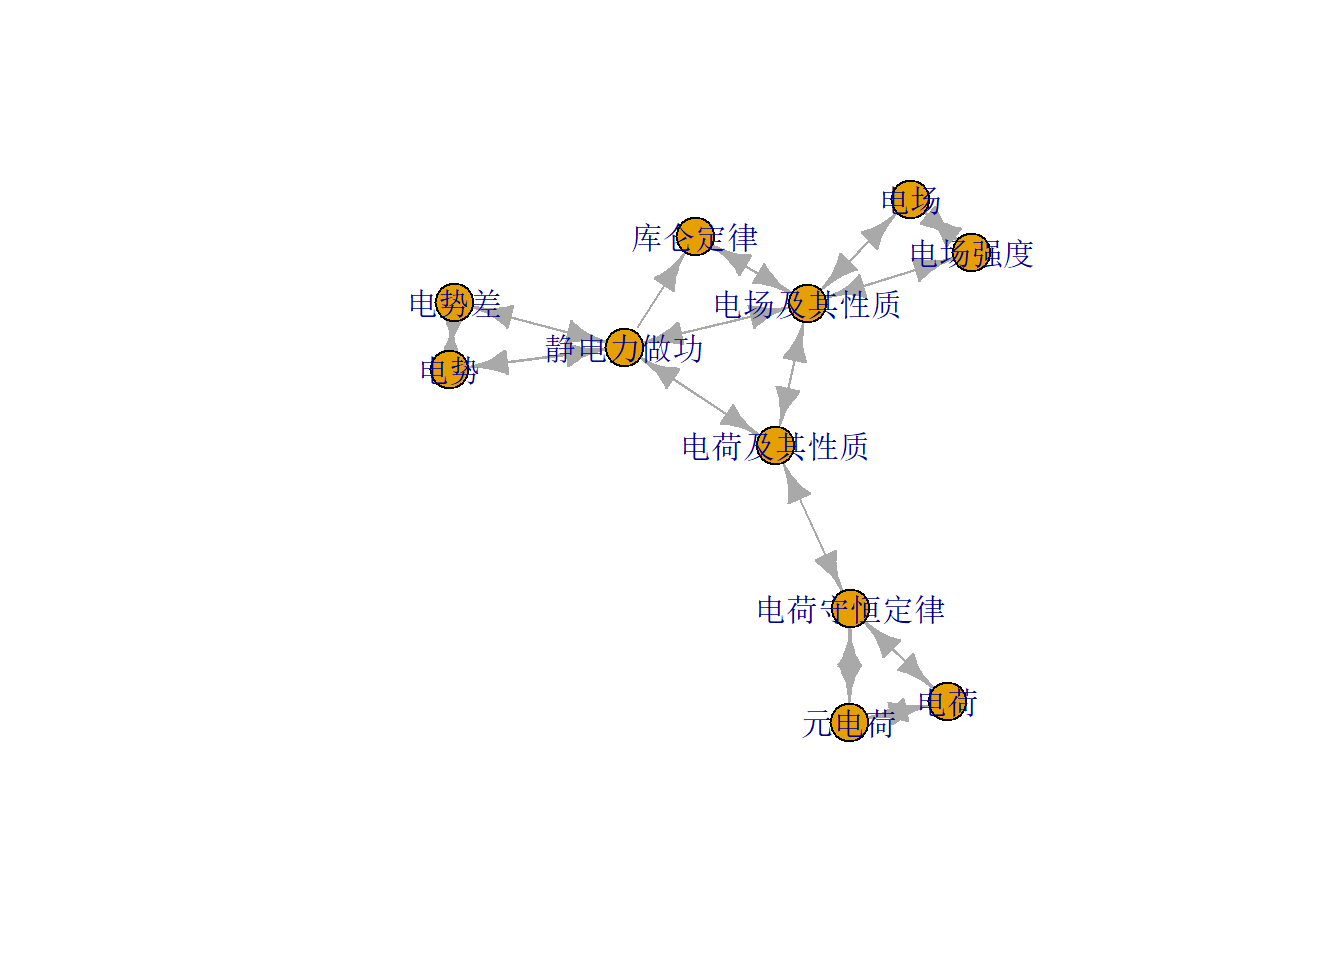 电场
库仑定律
电场强度
电势差
电场及其性质
静电力做功
电势
电荷及其性质
电荷守恒定律
电荷
元电荷